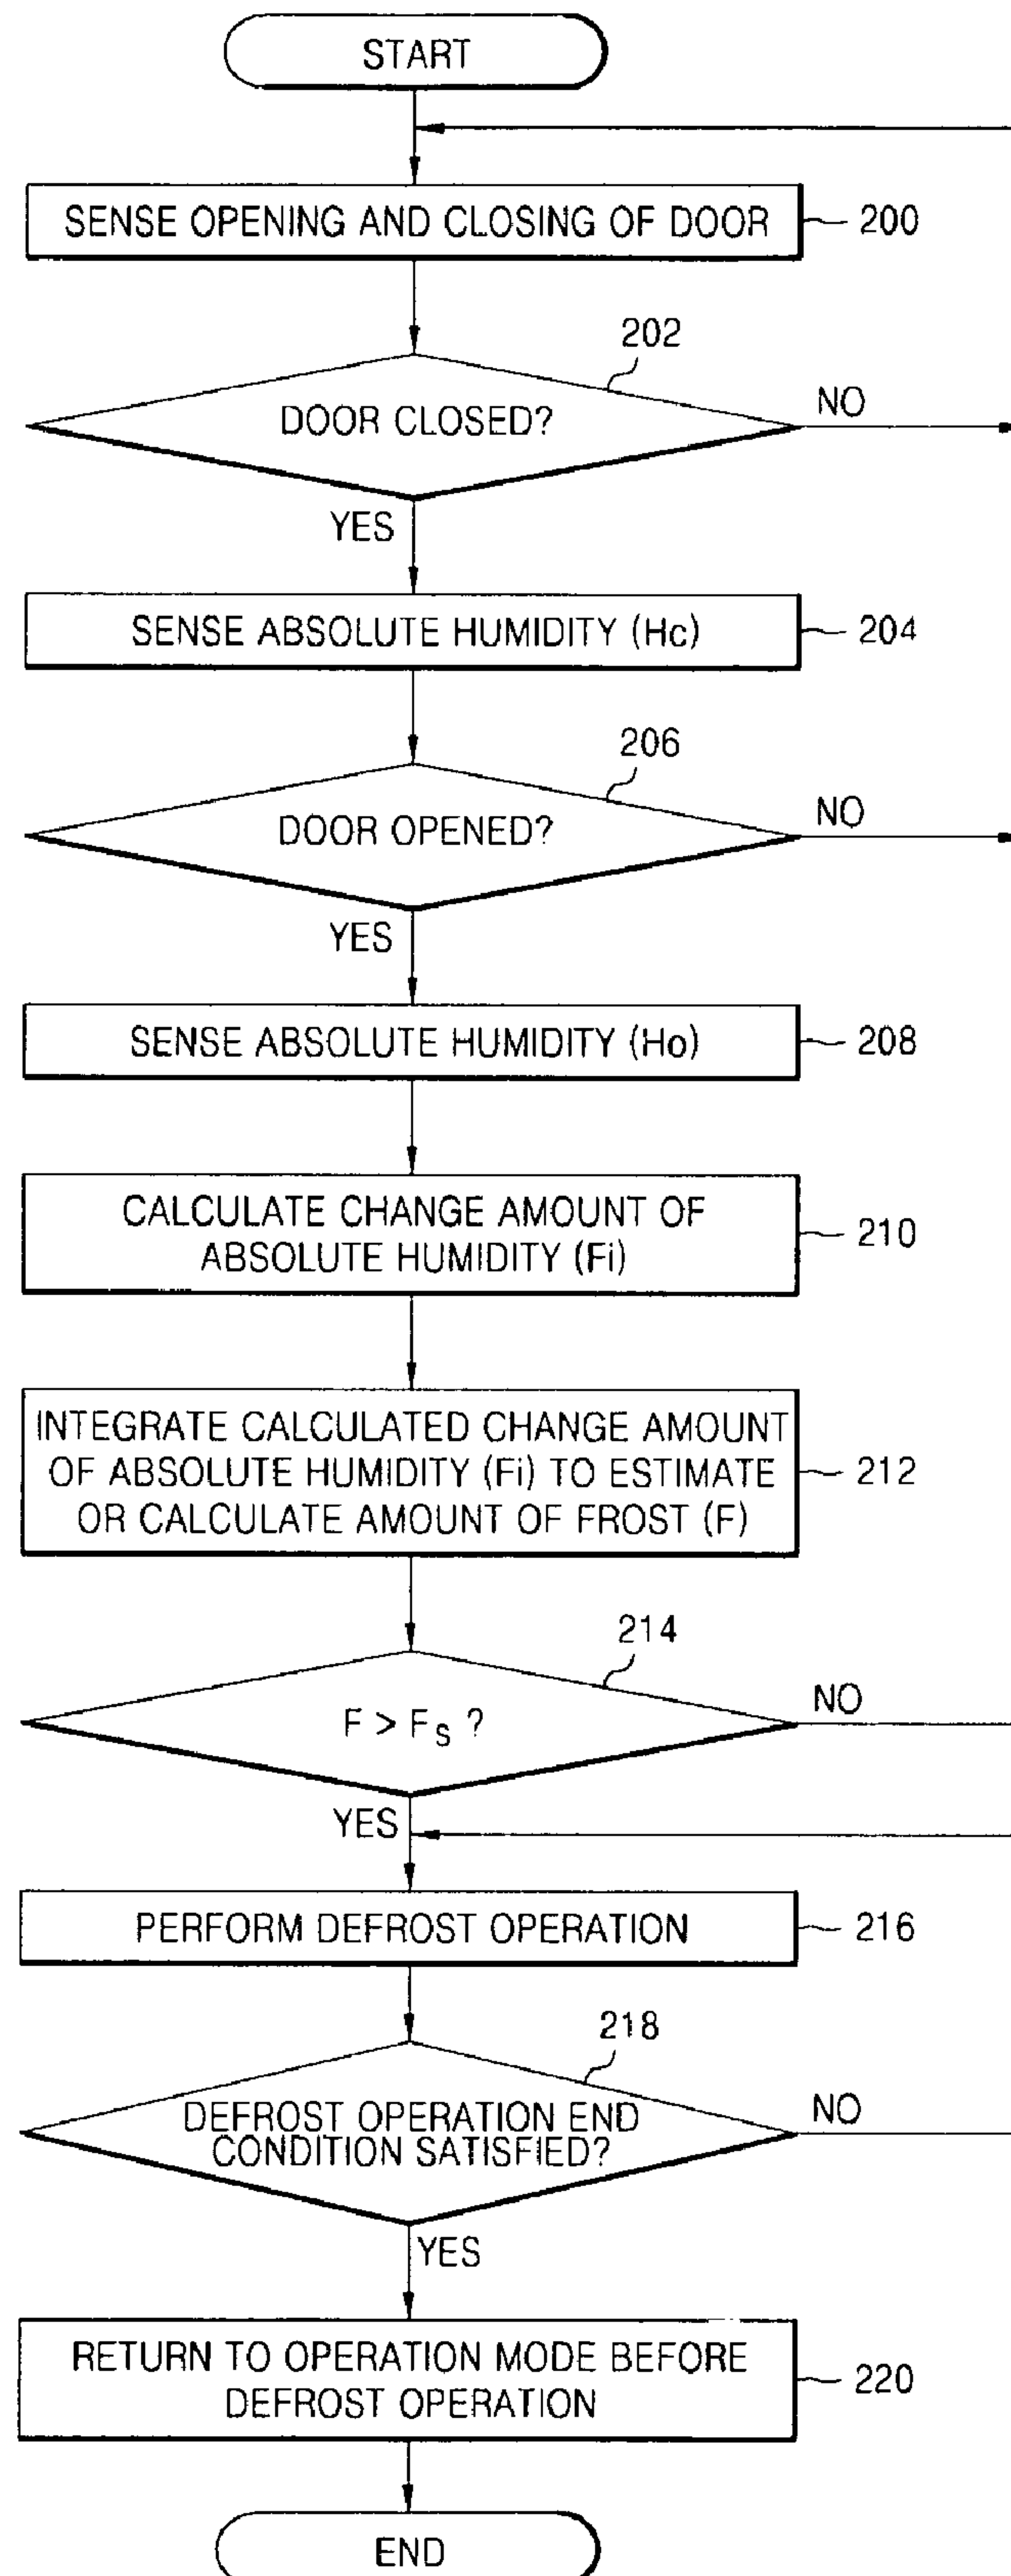 START
SENSE OPENING AND CLOSING OF DOOR
200
202
DOOR CLOSED?
NO
YES
SENSE ABSOLUTE HUMIDITY (Hc)
204
206
DOOR OPENED?
NO
YES
SENSE ABSOLUTE HUMIDITY (Ho)
208
CALCULATE CHANGE AMOUNT OF
ABSOLUTE HUMIDITY (Fi)
210
INTEGRATE CALCULATED CHANGE AMOUNT
OF ABSOLUTE HUMIDITY (Fi) TO ESTIMATE
OR CALCULATE AMOUNT OF FROST (F)
212
214
F > Fs ?
NO
YES
PERFORM DEFROST OPERATION
216
218
DEFROST OPERATION END
CONDITION SATISFIED?
NO
YES
RETURN TO OPERATION MODE BEFORE
DEFROST OPERATION
220
END